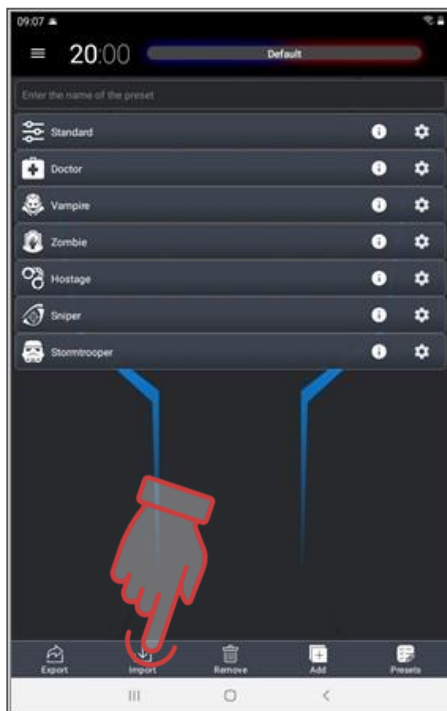 09:07
20:00 Default
Enter the name of the preset
Standard
Doctor
Vampire
Zombie
Hostage
Sniper
Stormtrooper
Export Import Remove Add Presets